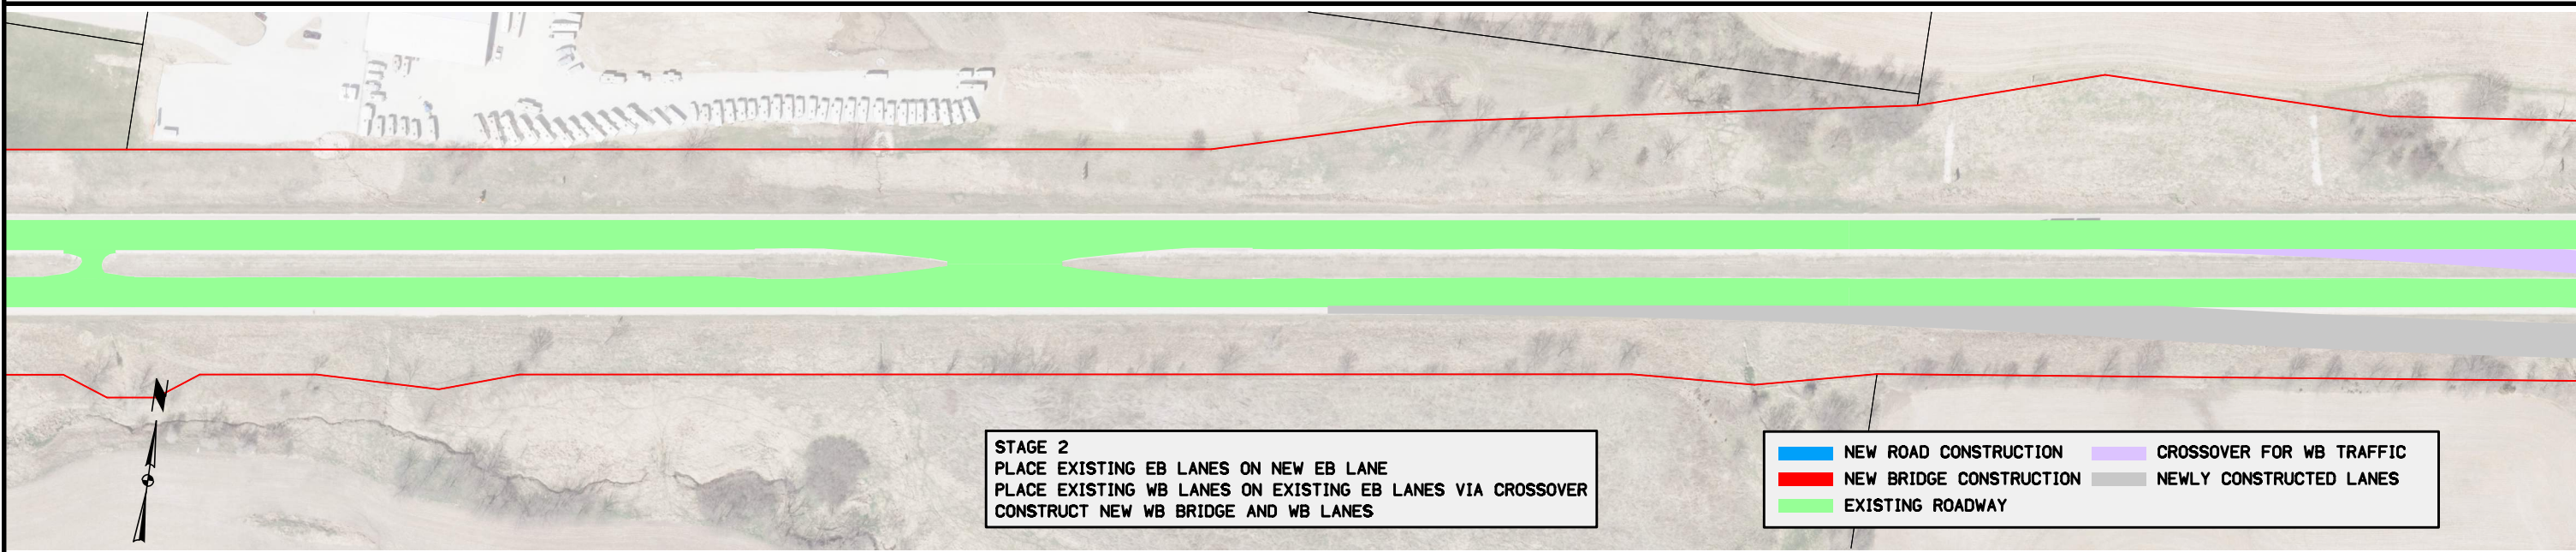 N
STAGE 2
PLACE EXISTING EB LANES ON NEW EB LANE
PLACE EXISTING WB LANES ON EXISTING EB LANES VIA CROSSOVER
CONSTRUCT NEW WB BRIDGE AND WB LANES
NEW ROAD CONSTRUCTION
NEW BRIDGE CONSTRUCTION
EXISTING ROADWAY
CROSSOVER FOR WB TRAFFIC
NEWLY CONSTRUCTED LANES